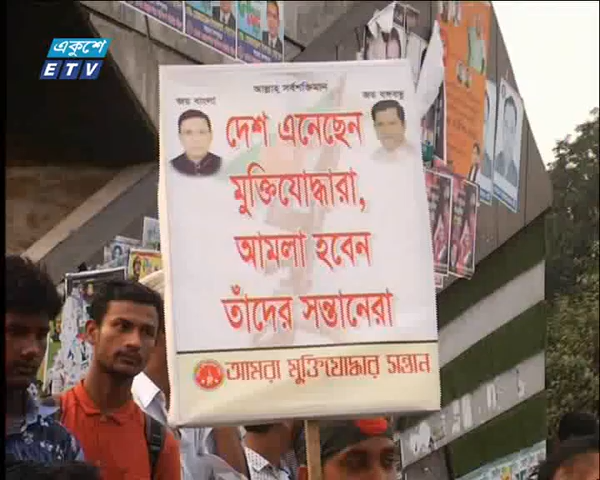 একুশে
ETV
আল্লাহ্ সর্বশক্তিমান
জয় বাংলা
জয় বঙ্গবন্ধু
দেশ এনেছেন
মুক্তিযোদ্ধারা,
আমলা হবেন
তাঁদের সন্তানেরা
আমরা মুক্তিযোদ্ধার সন্তান